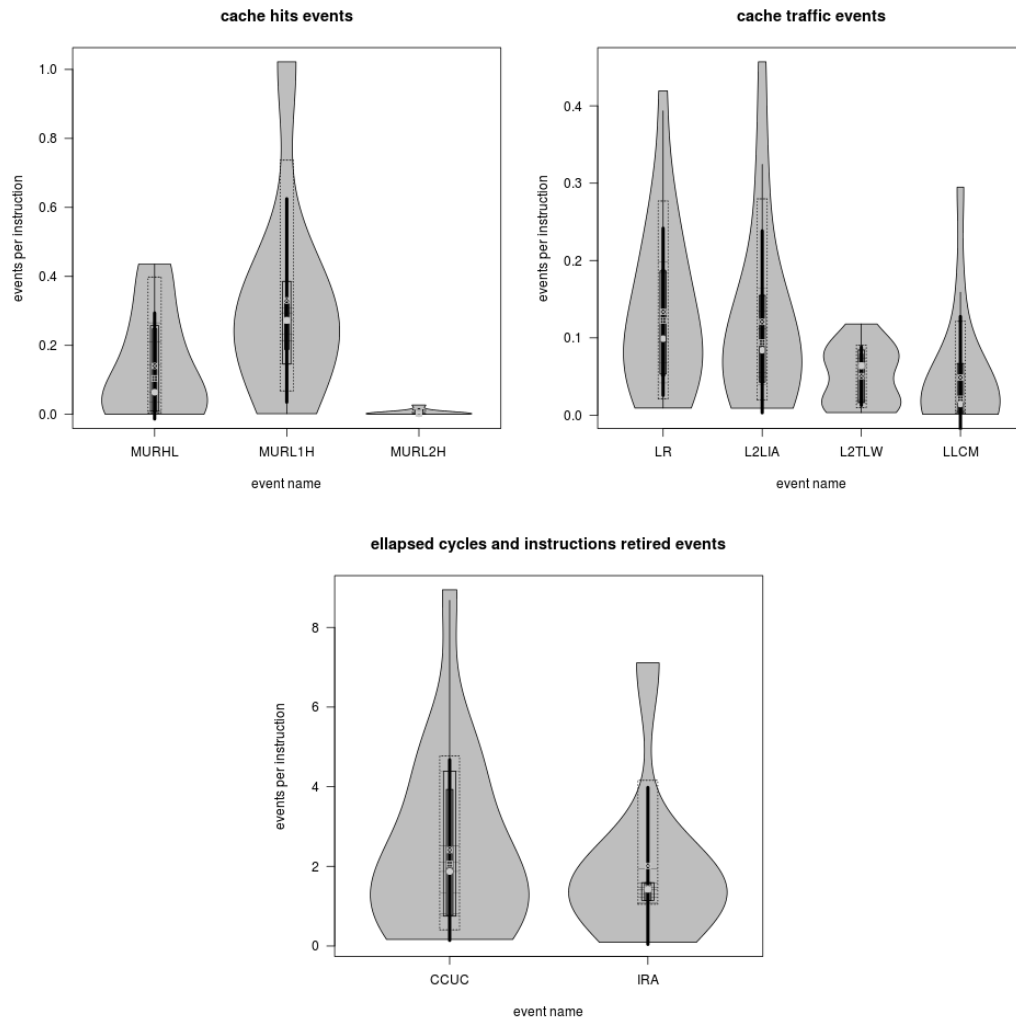 cache hits events
events per instruction
1.0
0.8
0.6
0.4
0.2
0.0
MURHL MURL1H MURL2H
event name
cache traffic events
events per instruction
0.4
0.3
0.2
0.1
0.0
LR L2LIA L2TLW LLCM
event name
ellapsed cycles and instructions retired events
events per instruction
8
6
4
2
0
CCUC IRA
event name